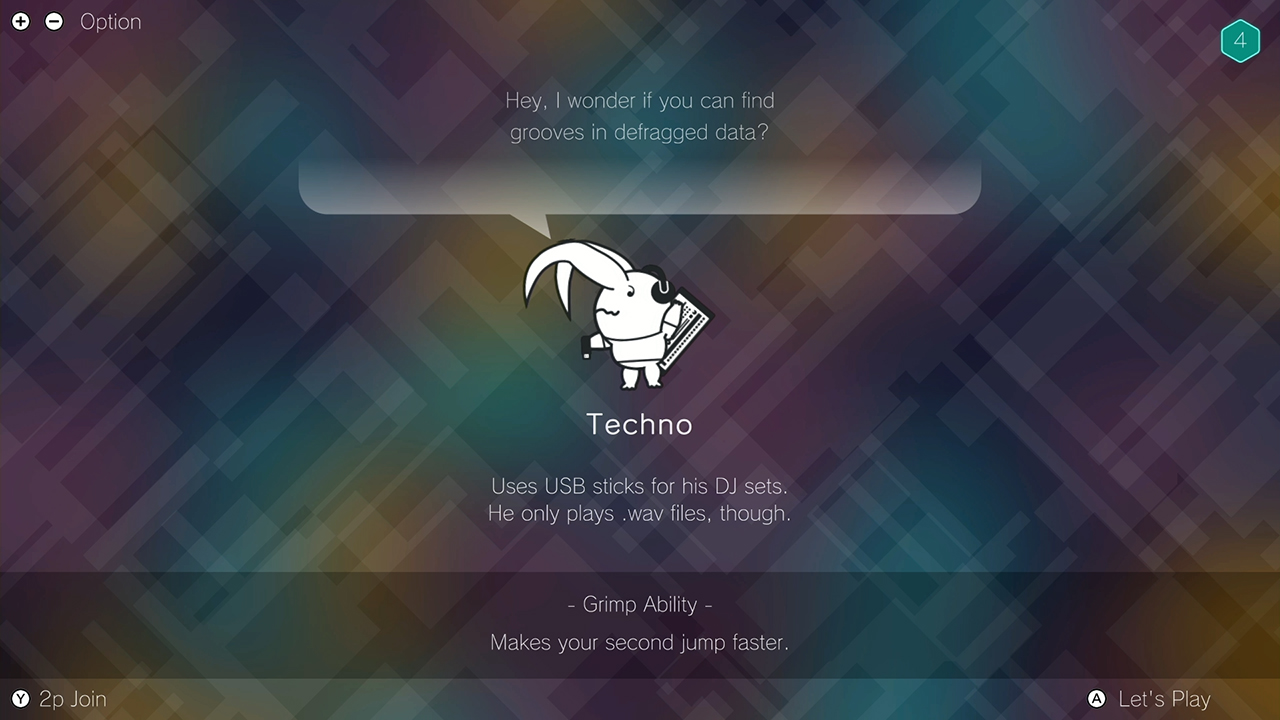 + - Option
4
Hey, I wonder if you can find
grooves in defragged data?
U
Techno
Uses USB sticks for his DJ sets.
He only plays .wav files, though.
- Grimp Ability -
Makes your second jump faster.
Y 2p Join
A Let's Play